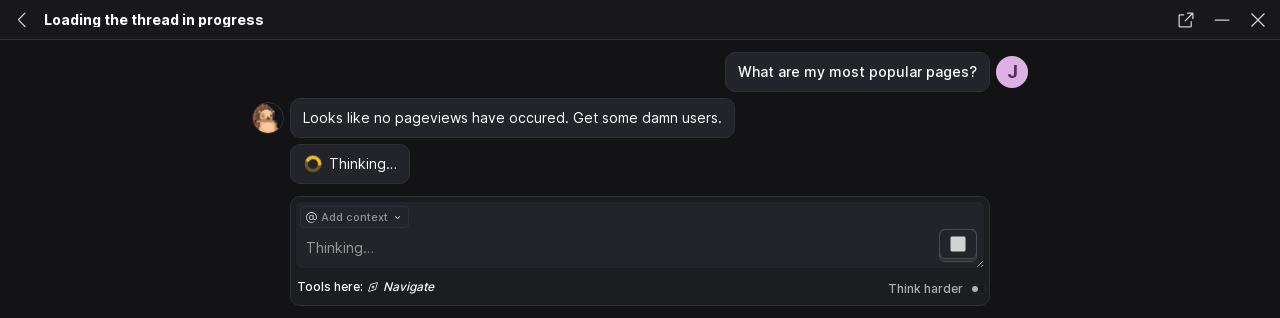 Loading the thread in progress
What are my most popular pages?
J
Looks like no pageviews have occured. Get some damn users.
Thinking...
@ Add context
Thinking...
Tools here: Navigate
Think harder